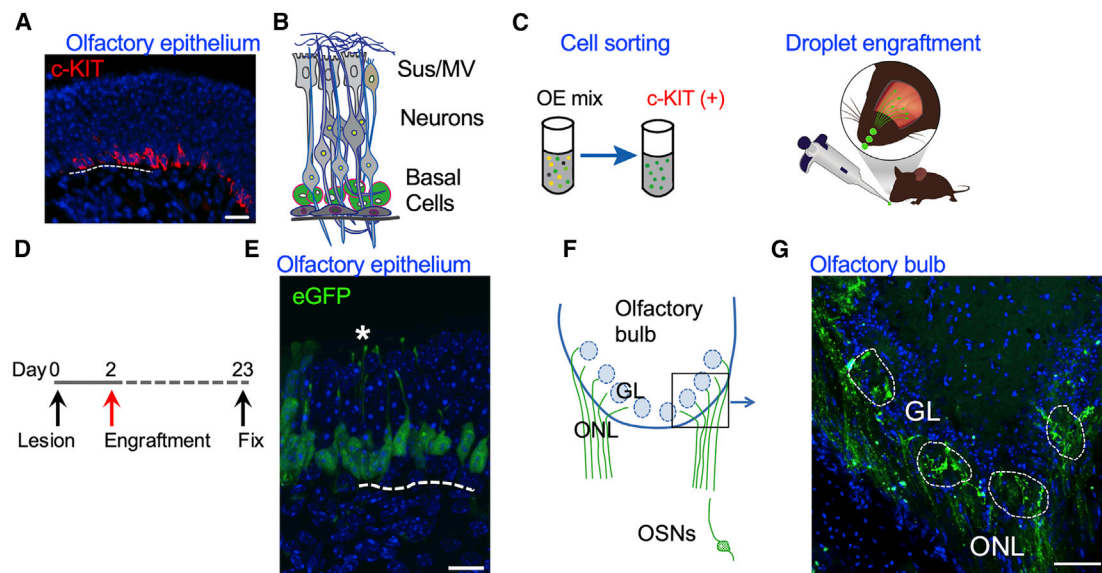 A
Olfactory epithelium
c-KIT
B
Sus/MV
Neurons
Basal
Cells
C
Cell sorting
OE mix
c-KIT (+)
Droplet engraftment
D
Day 0 2 23
Lesion Engraftment Fix
E
Olfactory epithelium
eGFP
*
F
Olfactory
bulb
GL
ONL
OSNs
G
Olfactory bulb
GL
ONL